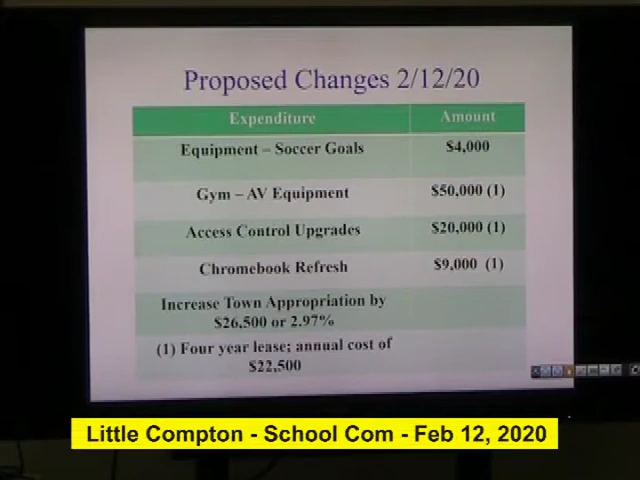 Proposed Changes 2/12/20
Expenditure Amount
Equipment – Soccer Goals $4,000
Gym – AV Equipment $50,000 (1)
Access Control Upgrades $20,000 (1)
Chromebook Refresh $9,000 (1)
Increase Town Appropriation by
$26,500 or 2.97%
(1) Four year lease; annual cost of
$22,500
Little Compton - School Com - Feb 12, 2020